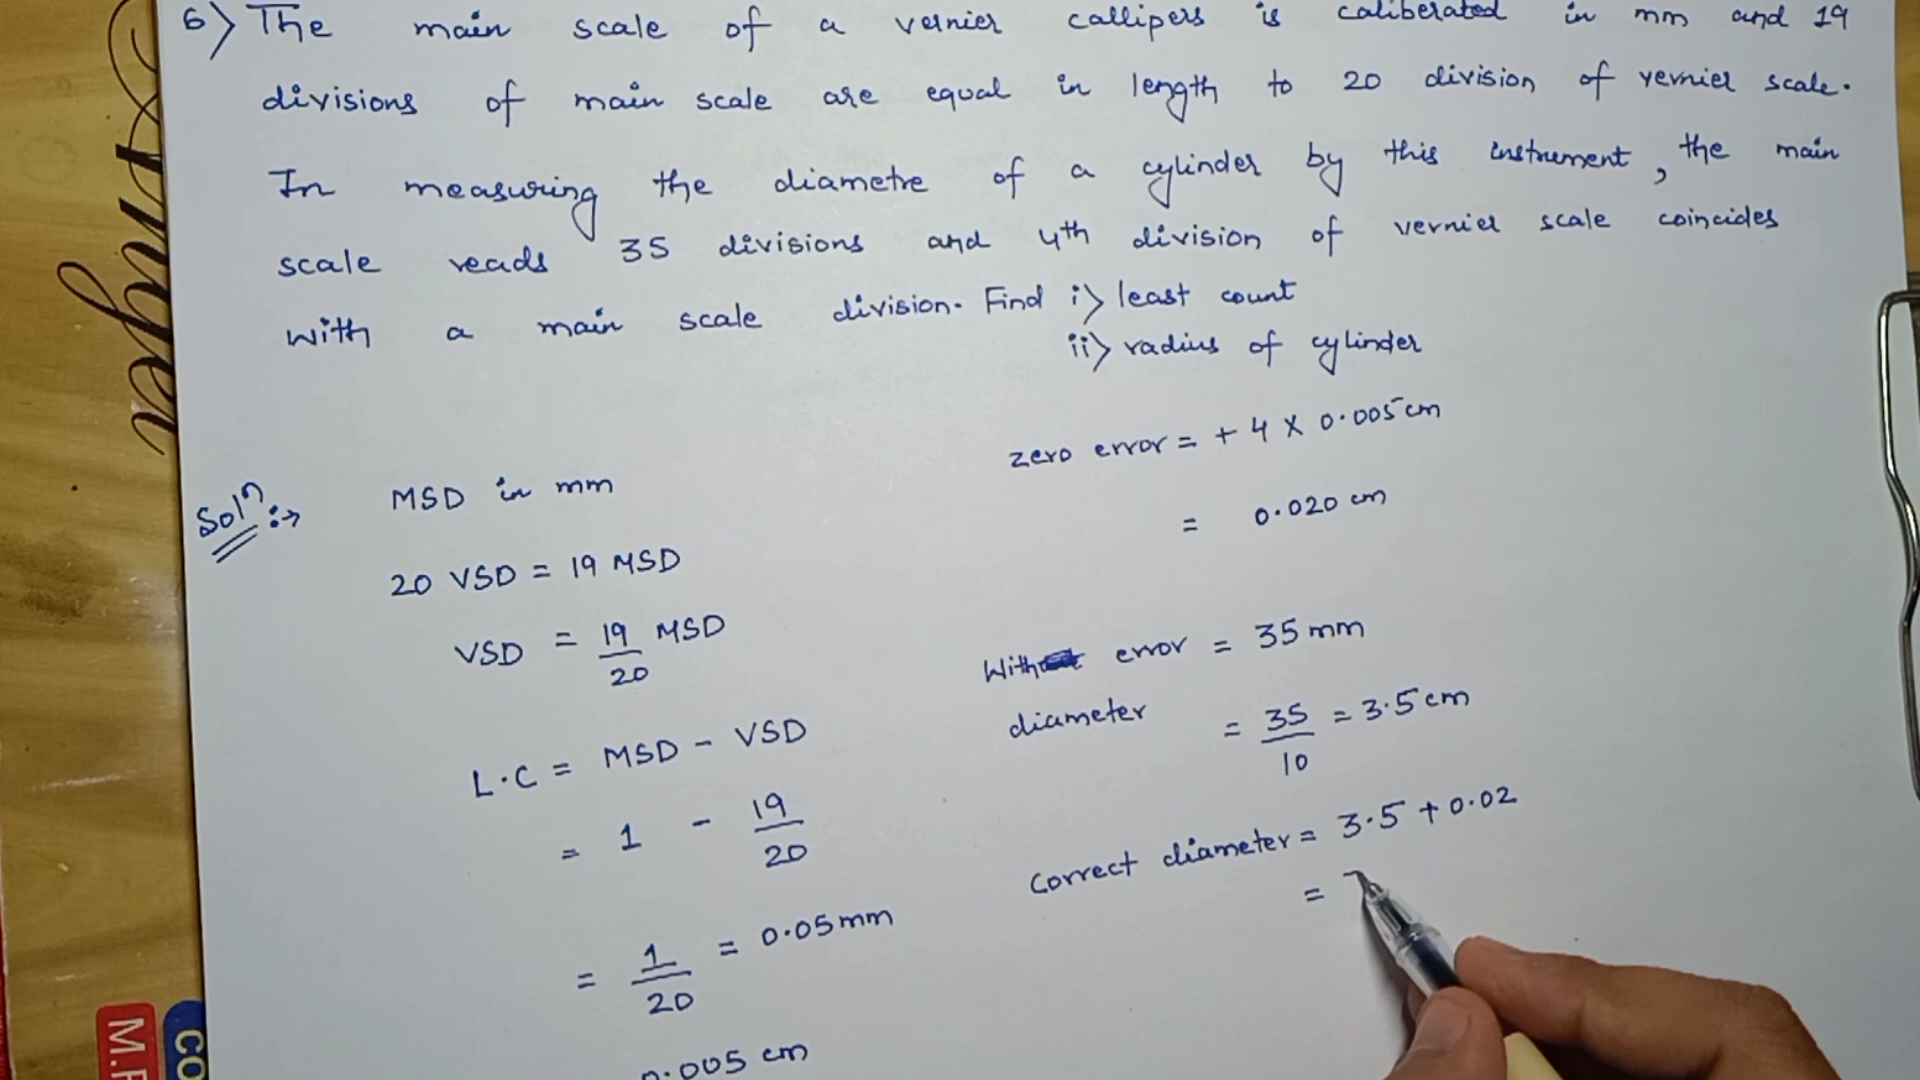 6) The main scale of a vernier callipers is caliberated in mm and 19
divisions of main scale are equal in length to 20 division of vernier scale.
In measuring the diametre of a cylinder by this instrument, the main
scale reads 35 divisions and 4th division of vernier scale coincides
with a main scale division. Find i) least count
ii) radius of cylinder
Soln :→
MSD in mm
20 VSD = 19 MSD
VSD = 19/20 MSD
L.C = MSD - VSD
= 1 - 19/20
= 1/20 = 0.05 mm
0.005 cm
zero error = + 4 × 0.005 cm
= 0.020 cm
With error = 35 mm
diameter = 35/10 = 3.5 cm
Correct diameter = 3.5 + 0.02
=
CO
M.P